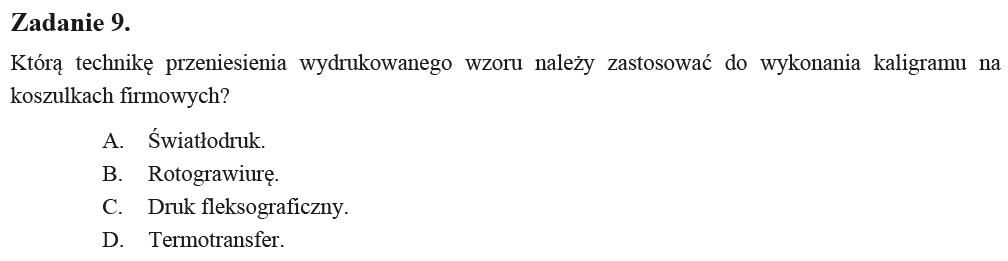 Zadanie 9.
Którą technikę przeniesienia wydrukowanego wzoru należy zastosować do wykonania kaligramu na
koszulkach firmowych?
A. Światłodruk.
B. Rotograwiurę.
C. Druk fleksograficzny.
D. Termotransfer.